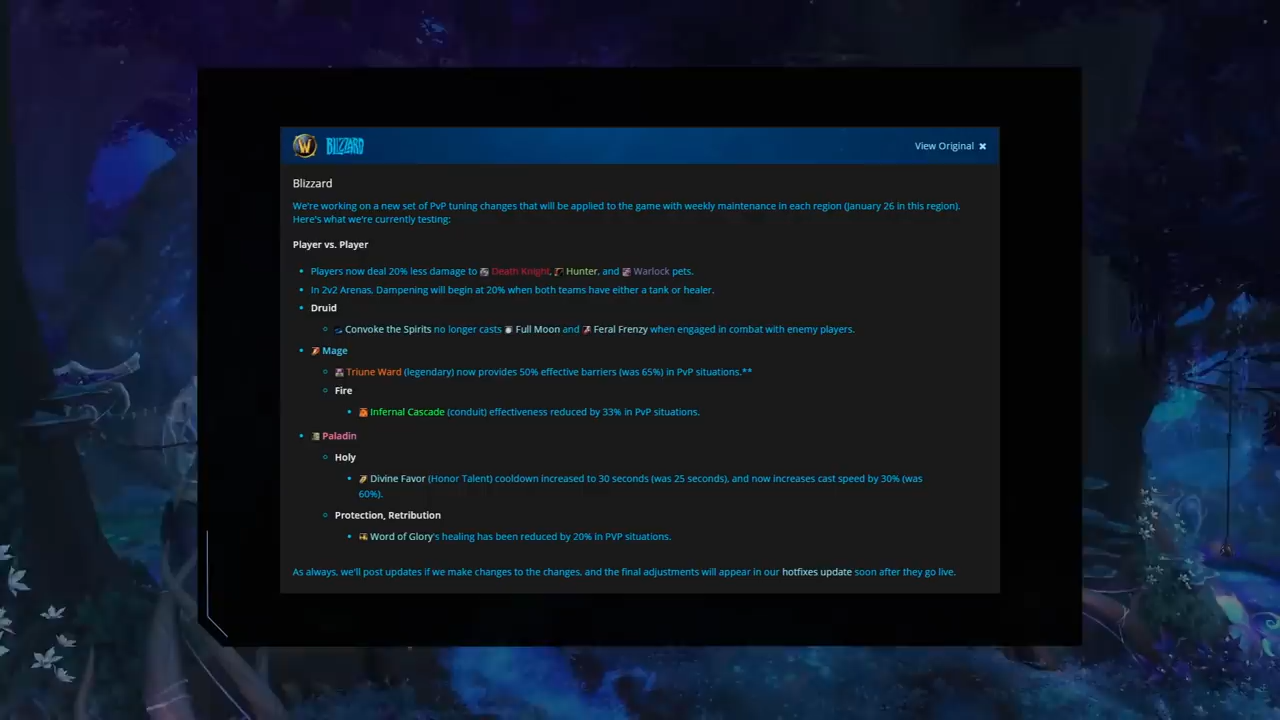 W BLIZZARD View Original ✖
Blizzard
We're working on a new set of PvP tuning changes that will be applied to the game with weekly maintenance in each region (January 26 in this region).
Here's what we're currently testing:
Player vs. Player
• Players now deal 20% less damage to Death Knight, Hunter, and Warlock pets.
• In 2v2 Arenas, Dampening will begin at 20% when both teams have either a tank or healer.
• Druid
◦ Convoke the Spirits no longer casts Full Moon and Feral Frenzy when engaged in combat with enemy players.
• Mage
◦ Triune Ward (legendary) now provides 50% effective barriers (was 65%) in PvP situations.**
◦ Fire
• Infernal Cascade (conduit) effectiveness reduced by 33% in PvP situations.
• Paladin
◦ Holy
• Divine Favor (Honor Talent) cooldown increased to 30 seconds (was 25 seconds), and now increases cast speed by 30% (was
60%).
◦ Protection, Retribution
• Word of Glory's healing has been reduced by 20% in PVP situations.
As always, we'll post updates if we make changes to the changes, and the final adjustments will appear in our hotfixes update soon after they go live.